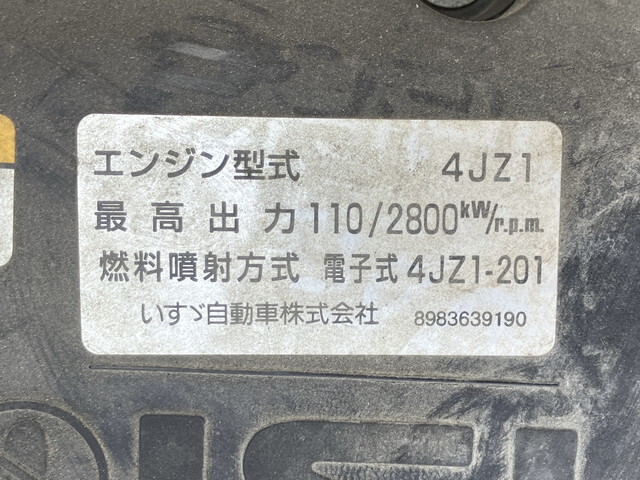 エンジン型式 4JZ1
最高出力 110/2800kW/r.p.m.
燃料噴射方式 電子式 4JZ1-201
いすゞ自動車株式会社 8983639190